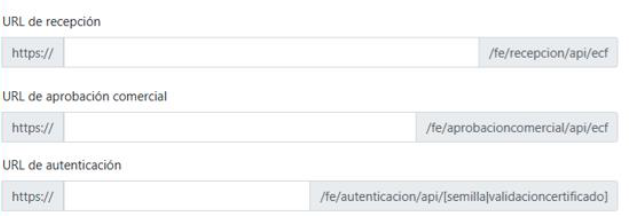 URL de recepción
https:// /fe/recepcion/api/ecf
URL de aprobación comercial
https:// /fe/aprobacioncomercial/api/ecf
URL de autenticación
https:// /fe/autenticacion/api/[semilla|validacioncertificado]